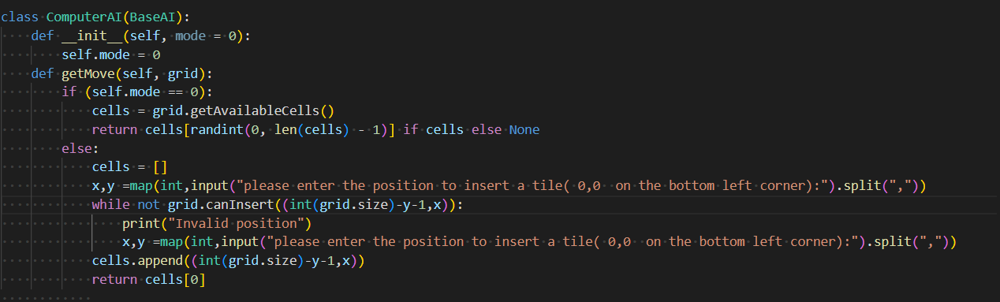 class ComputerAI(BaseAI):
    def __init__(self, mode = 0):
        self.mode = 0
    def getMove(self, grid):
        if (self.mode == 0):
            cells = grid.getAvailableCells()
            return cells[randint(0, len(cells) - 1)] if cells else None
        else:
            cells = []
            x,y =map(int,input("please enter the position to insert a tile( 0,0  on the bottom left corner):").split(","))
            while not grid.canInsert((int(grid.size)-y-1,x)):
                print("Invalid position")
                x,y =map(int,input("please enter the position to insert a tile( 0,0  on the bottom left corner):").split(","))
            cells.append((int(grid.size)-y-1,x))
            return cells[0]